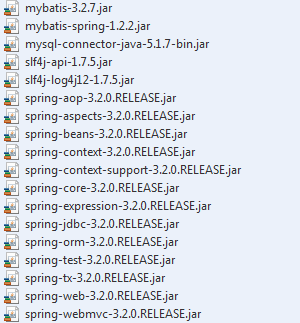 mybatis-3.2.7.jar
mybatis-spring-1.2.2.jar
mysql-connector-java-5.1.7-bin.jar
slf4j-api-1.7.5.jar
slf4j-log4j12-1.7.5.jar
spring-aop-3.2.0.RELEASE.jar
spring-aspects-3.2.0.RELEASE.jar
spring-beans-3.2.0.RELEASE.jar
spring-context-3.2.0.RELEASE.jar
spring-context-support-3.2.0.RELEASE.jar
spring-core-3.2.0.RELEASE.jar
spring-expression-3.2.0.RELEASE.jar
spring-jdbc-3.2.0.RELEASE.jar
spring-orm-3.2.0.RELEASE.jar
spring-test-3.2.0.RELEASE.jar
spring-tx-3.2.0.RELEASE.jar
spring-web-3.2.0.RELEASE.jar
spring-webmvc-3.2.0.RELEASE.jar